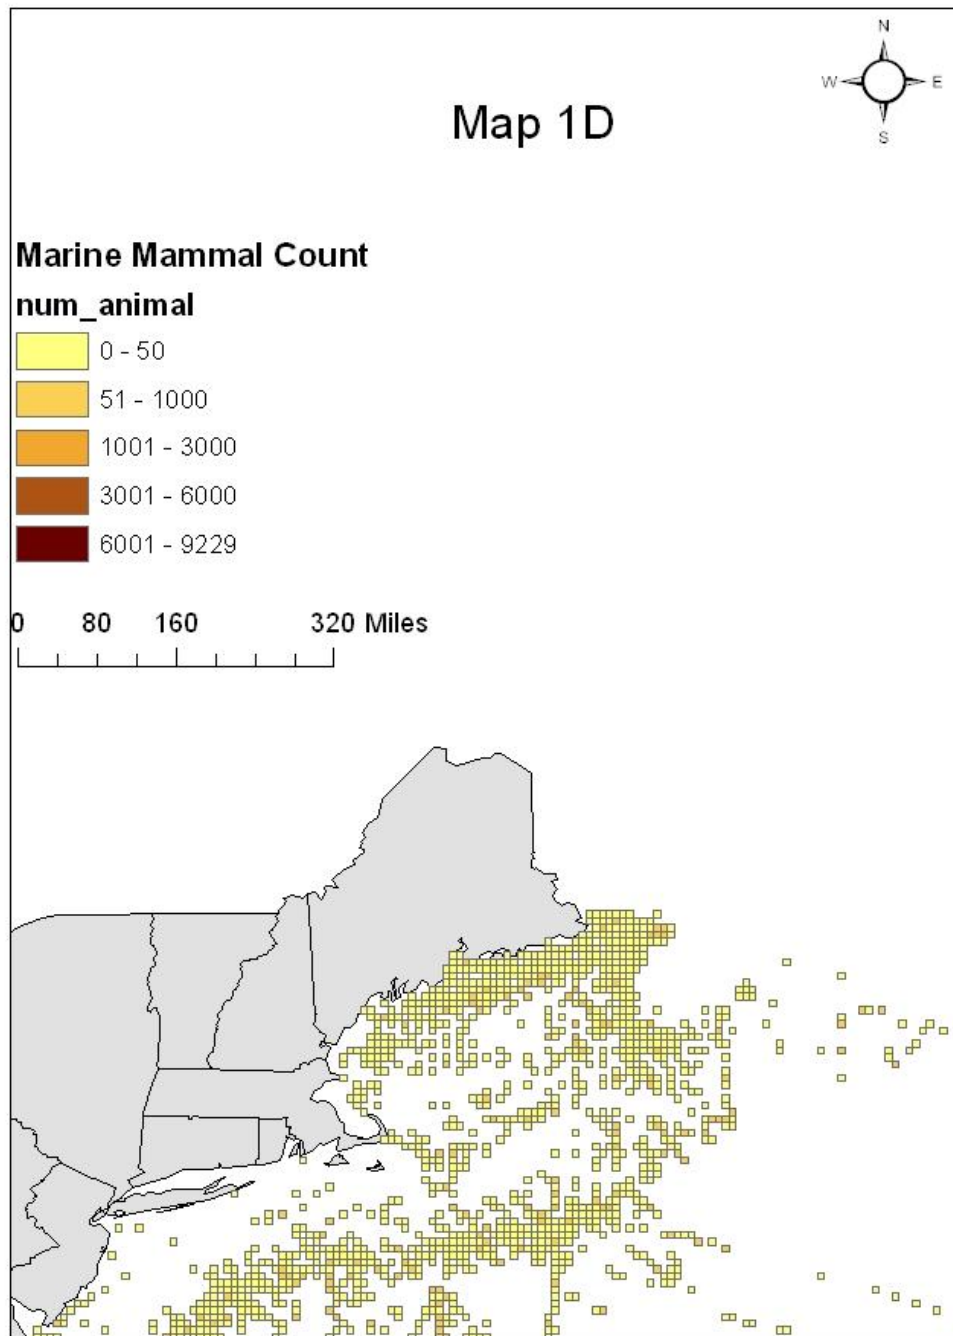 N
W E
S
Map 1D
Marine Mammal Count
num_animal
0 - 50
51 - 1000
1001 - 3000
3001 - 6000
6001 - 9229
0 80 160 320 Miles